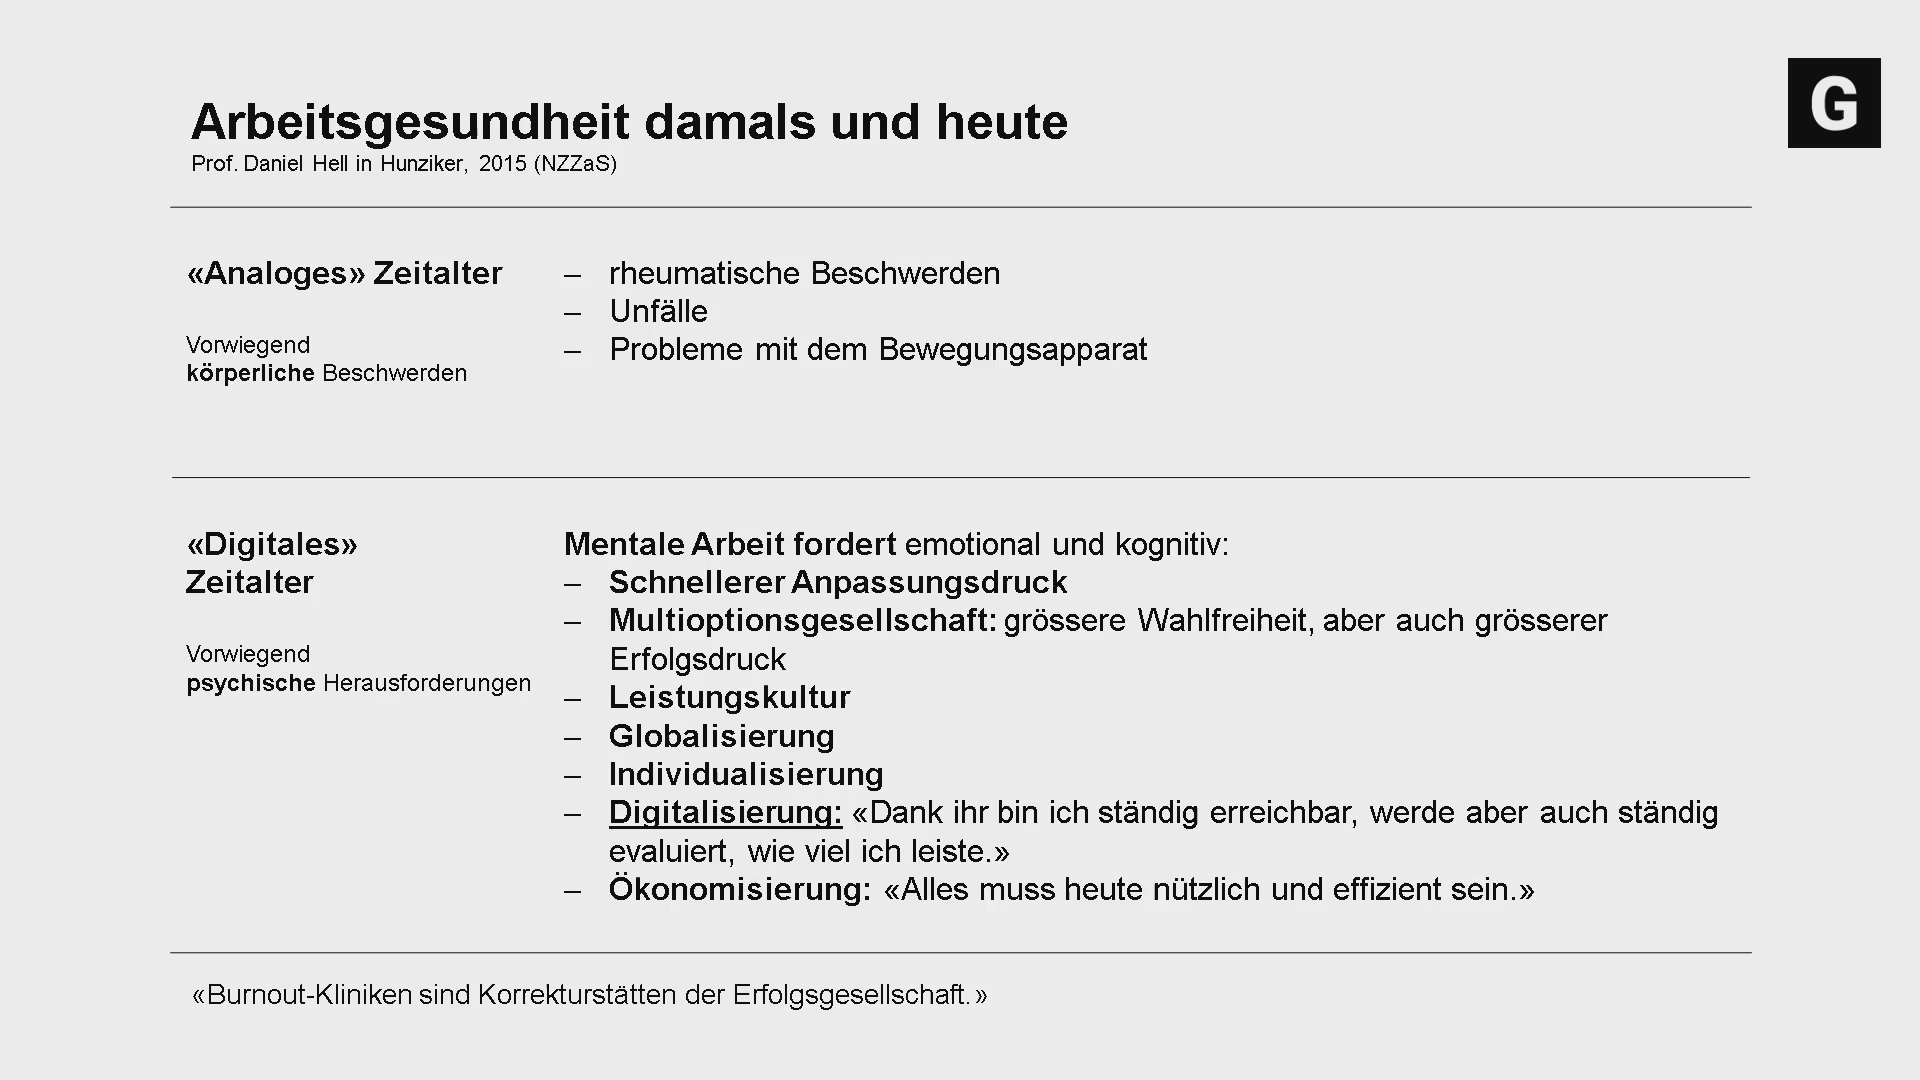 Arbeitsgesundheit damals und heute
Prof. Daniel Hell in Hunziker, 2015 (NZZaS)
G
«Analoges» Zeitalter
Vorwiegend
körperliche Beschwerden
– rheumatische Beschwerden
– Unfälle
– Probleme mit dem Bewegungsapparat
«Digitales»
Zeitalter
Vorwiegend
psychische Herausforderungen
Mentale Arbeit fordert emotional und kognitiv:
– Schnellerer Anpassungsdruck
– Multioptionsgesellschaft: grössere Wahlfreiheit, aber auch grösserer
Erfolgsdruck
– Leistungskultur
– Globalisierung
– Individualisierung
– Digitalisierung: «Dank ihr bin ich ständig erreichbar, werde aber auch ständig
evaluiert, wie viel ich leiste.»
– Ökonomisierung: «Alles muss heute nützlich und effizient sein.»
«Burnout-Kliniken sind Korrekturstätten der Erfolgsgesellschaft.»